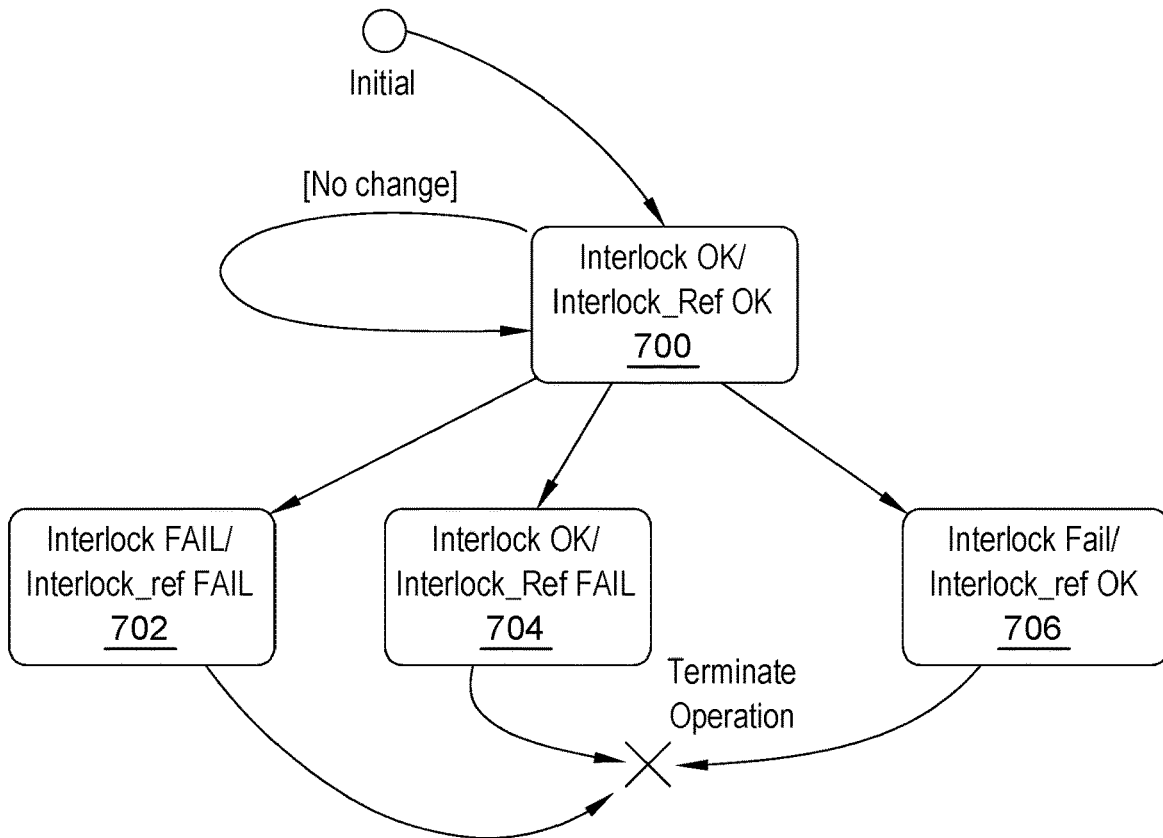 Initial
[No change]
Interlock OK/
Interlock_Ref OK
700
Interlock FAIL/
Interlock_ref FAIL
702
Interlock OK/
Interlock_Ref FAIL
704
Interlock Fail/
Interlock_ref OK
706
Terminate
Operation